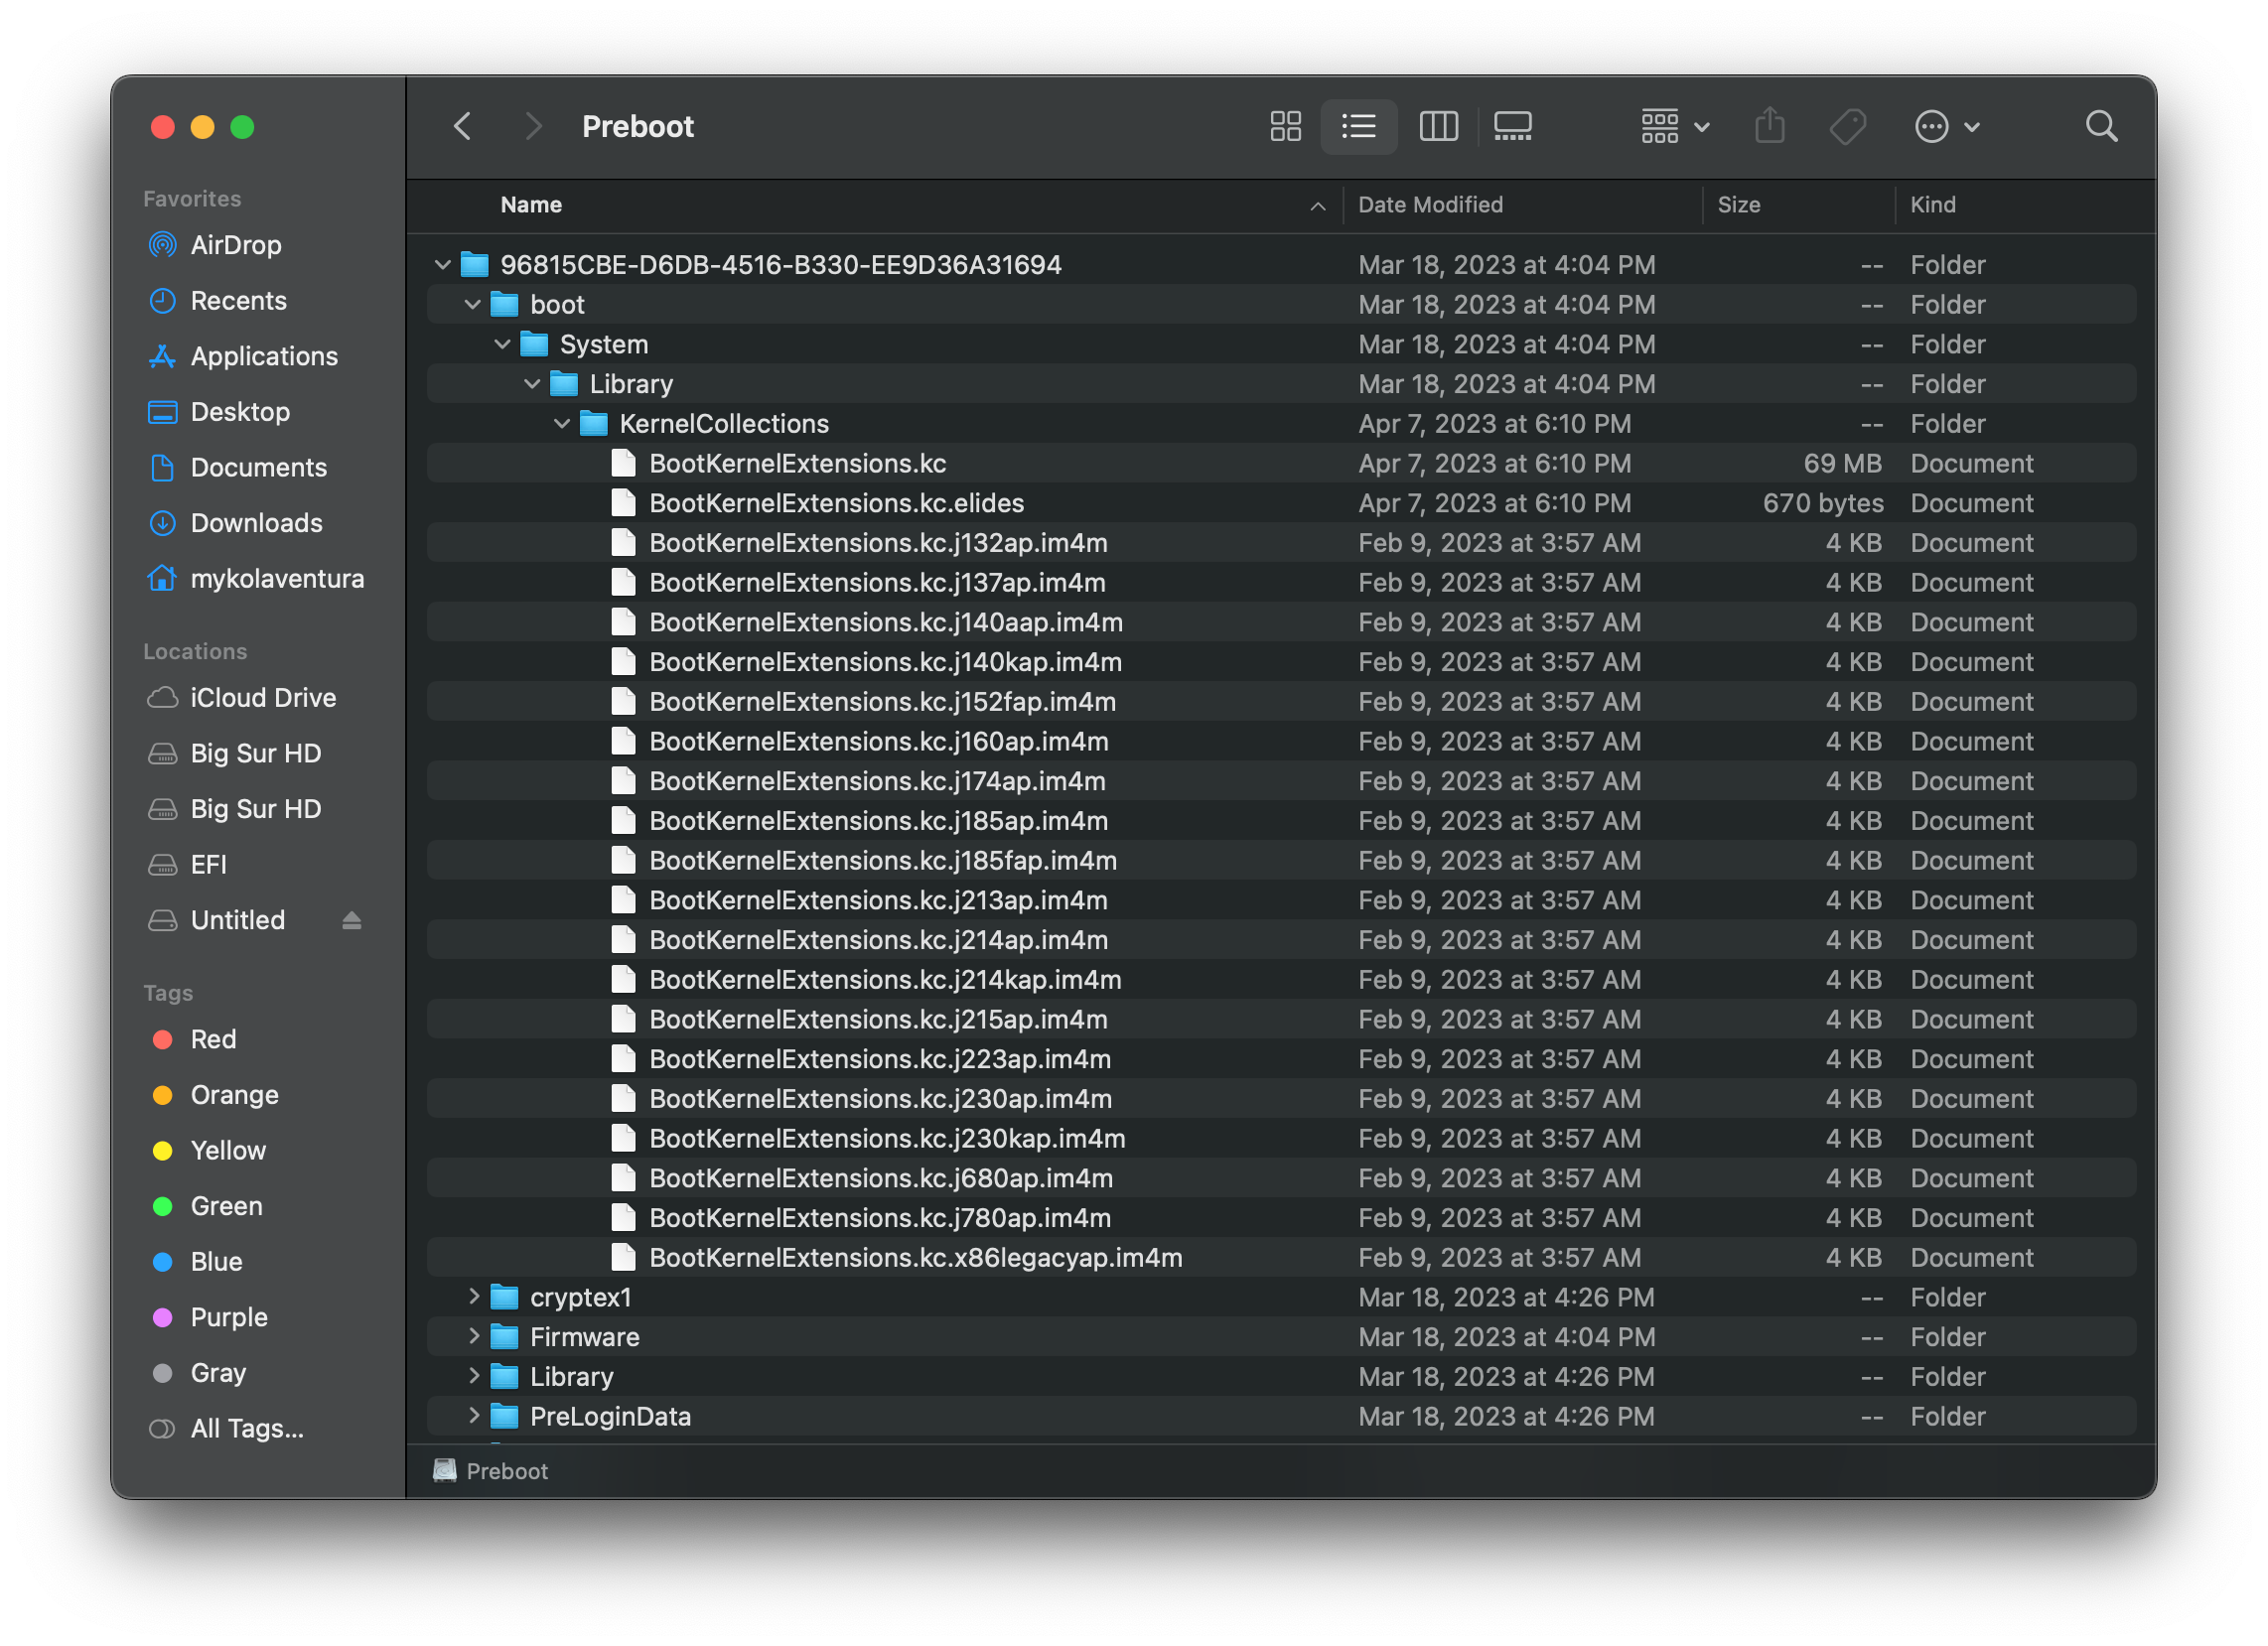 Preboot
Favorites
AirDrop
Recents
Applications
Desktop
Documents
Downloads
mykolaventura
Locations
iCloud Drive
Big Sur HD
Big Sur HD
EFI
Untitled
Tags
Red
Orange
Yellow
Green
Blue
Purple
Gray
All Tags...
Name Date Modified Size Kind
96815CBE-D6DB-4516-B330-EE9D36A31694 Mar 18, 2023 at 4:04 PM -- Folder
boot Mar 18, 2023 at 4:04 PM -- Folder
System Mar 18, 2023 at 4:04 PM -- Folder
Library Mar 18, 2023 at 4:04 PM -- Folder
KernelCollections Apr 7, 2023 at 6:10 PM -- Folder
BootKernelExtensions.kc Apr 7, 2023 at 6:10 PM 69 MB Document
BootKernelExtensions.kc.elides Apr 7, 2023 at 6:10 PM 670 bytes Document
BootKernelExtensions.kc.j132ap.im4m Feb 9, 2023 at 3:57 AM 4 KB Document
BootKernelExtensions.kc.j137ap.im4m Feb 9, 2023 at 3:57 AM 4 KB Document
BootKernelExtensions.kc.j140aap.im4m Feb 9, 2023 at 3:57 AM 4 KB Document
BootKernelExtensions.kc.j140kap.im4m Feb 9, 2023 at 3:57 AM 4 KB Document
BootKernelExtensions.kc.j152fap.im4m Feb 9, 2023 at 3:57 AM 4 KB Document
BootKernelExtensions.kc.j160ap.im4m Feb 9, 2023 at 3:57 AM 4 KB Document
BootKernelExtensions.kc.j174ap.im4m Feb 9, 2023 at 3:57 AM 4 KB Document
BootKernelExtensions.kc.j185ap.im4m Feb 9, 2023 at 3:57 AM 4 KB Document
BootKernelExtensions.kc.j185fap.im4m Feb 9, 2023 at 3:57 AM 4 KB Document
BootKernelExtensions.kc.j213ap.im4m Feb 9, 2023 at 3:57 AM 4 KB Document
BootKernelExtensions.kc.j214ap.im4m Feb 9, 2023 at 3:57 AM 4 KB Document
BootKernelExtensions.kc.j214kap.im4m Feb 9, 2023 at 3:57 AM 4 KB Document
BootKernelExtensions.kc.j215ap.im4m Feb 9, 2023 at 3:57 AM 4 KB Document
BootKernelExtensions.kc.j223ap.im4m Feb 9, 2023 at 3:57 AM 4 KB Document
BootKernelExtensions.kc.j230ap.im4m Feb 9, 2023 at 3:57 AM 4 KB Document
BootKernelExtensions.kc.j230kap.im4m Feb 9, 2023 at 3:57 AM 4 KB Document
BootKernelExtensions.kc.j680ap.im4m Feb 9, 2023 at 3:57 AM 4 KB Document
BootKernelExtensions.kc.j780ap.im4m Feb 9, 2023 at 3:57 AM 4 KB Document
BootKernelExtensions.kc.x86legacyap.im4m Feb 9, 2023 at 3:57 AM 4 KB Document
cryptex1 Mar 18, 2023 at 4:26 PM -- Folder
Firmware Mar 18, 2023 at 4:04 PM -- Folder
Library Mar 18, 2023 at 4:26 PM -- Folder
PreLoginData Mar 18, 2023 at 4:26 PM -- Folder
Preboot